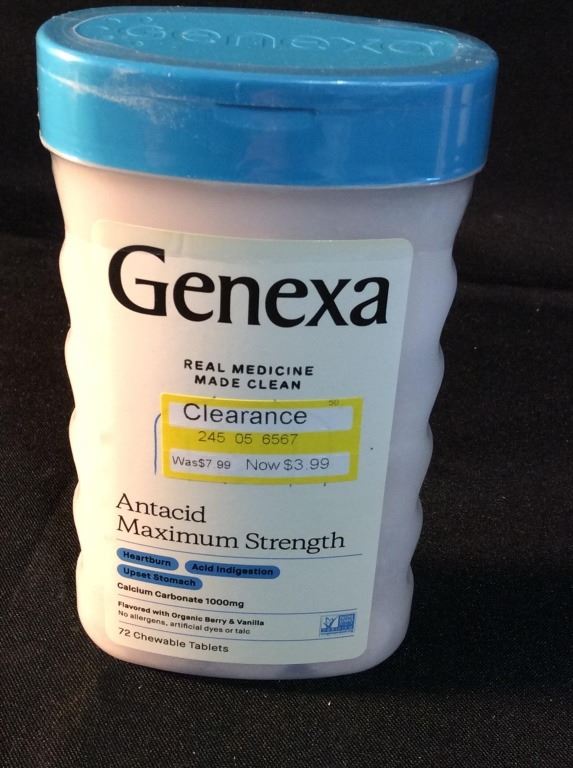 Genexa
Genexa
REAL MEDICINE
MADE CLEAN
50
Clearance
245 05 6567
Was$7.99 Now $3.99
Antacid
Maximum Strength
Heartburn Acid Indigestion
Upset Stomach
Calcium Carbonate 1000mg
Flavored with Organic Berry & Vanilla
No allergens, artificial dyes or talc
72 Chewable Tablets